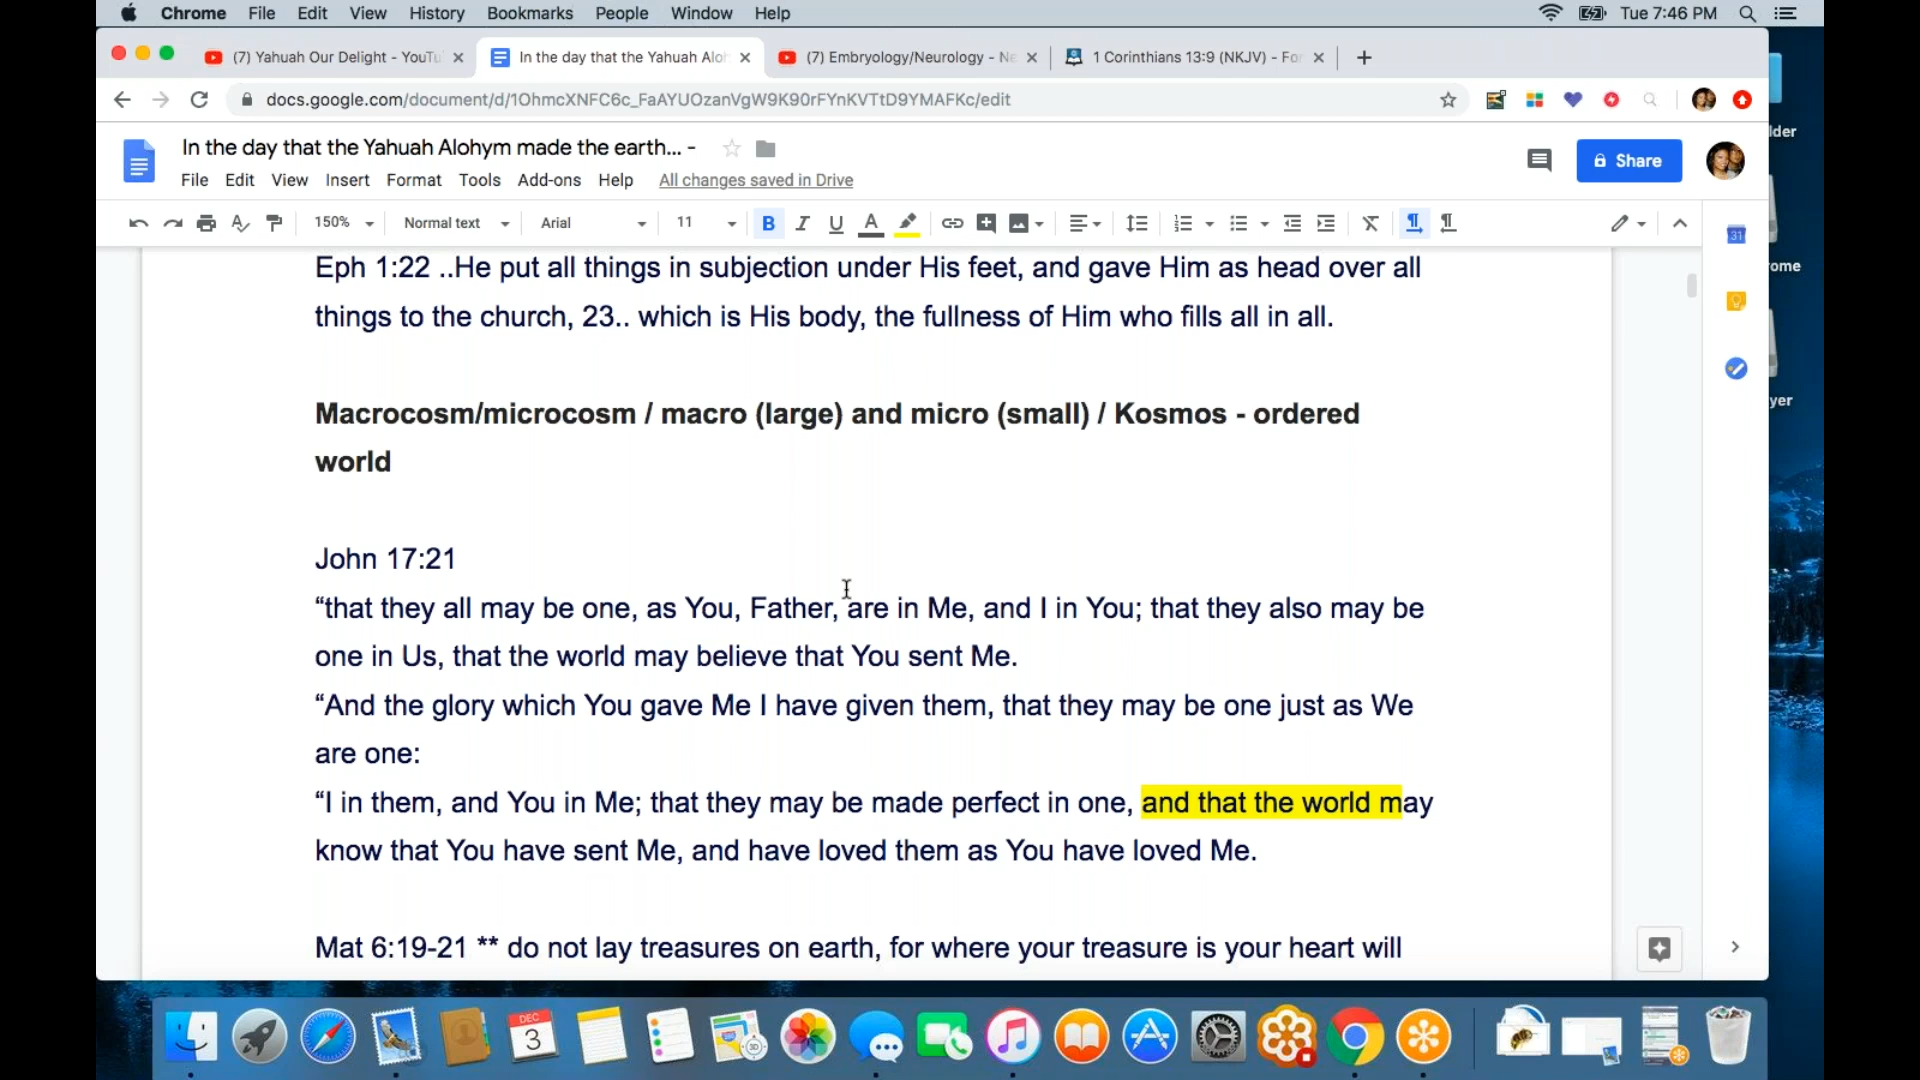 Chrome File Edit View History Bookmarks People Window Help Tue 7:46 PM
(7) Yahuah Our Delight - YouTu In the day that the Yahuah Aloh (7) Embryology/Neurology - Ne 1 Corinthians 13:9 (NKJV) - Fo
docs.google.com/document/d/1OhmcXNFC6c_FaAYUOzanVgW9K90rFYnKVTtD9YMAFKc/edit
lder
In the day that the Yahuah Alohym made the earth... -
Share
File Edit View Insert Format Tools Add-ons Help All changes saved in Drive
150% Normal text Arial 11
31
ome
yer
Eph 1:22 ..He put all things in subjection under His feet, and gave Him as head over all
things to the church, 23.. which is His body, the fullness of Him who fills all in all.
Macrocosm/microcosm / macro (large) and micro (small) / Kosmos - ordered
world
John 17:21
“that they all may be one, as You, Father, are in Me, and I in You; that they also may be
one in Us, that the world may believe that You sent Me.
“And the glory which You gave Me I have given them, that they may be one just as We
are one:
“I in them, and You in Me; that they may be made perfect in one, and that the world may
know that You have sent Me, and have loved them as You have loved Me.
Mat 6:19-21 ** do not lay treasures on earth, for where your treasure is your heart will
DEC
3
3D